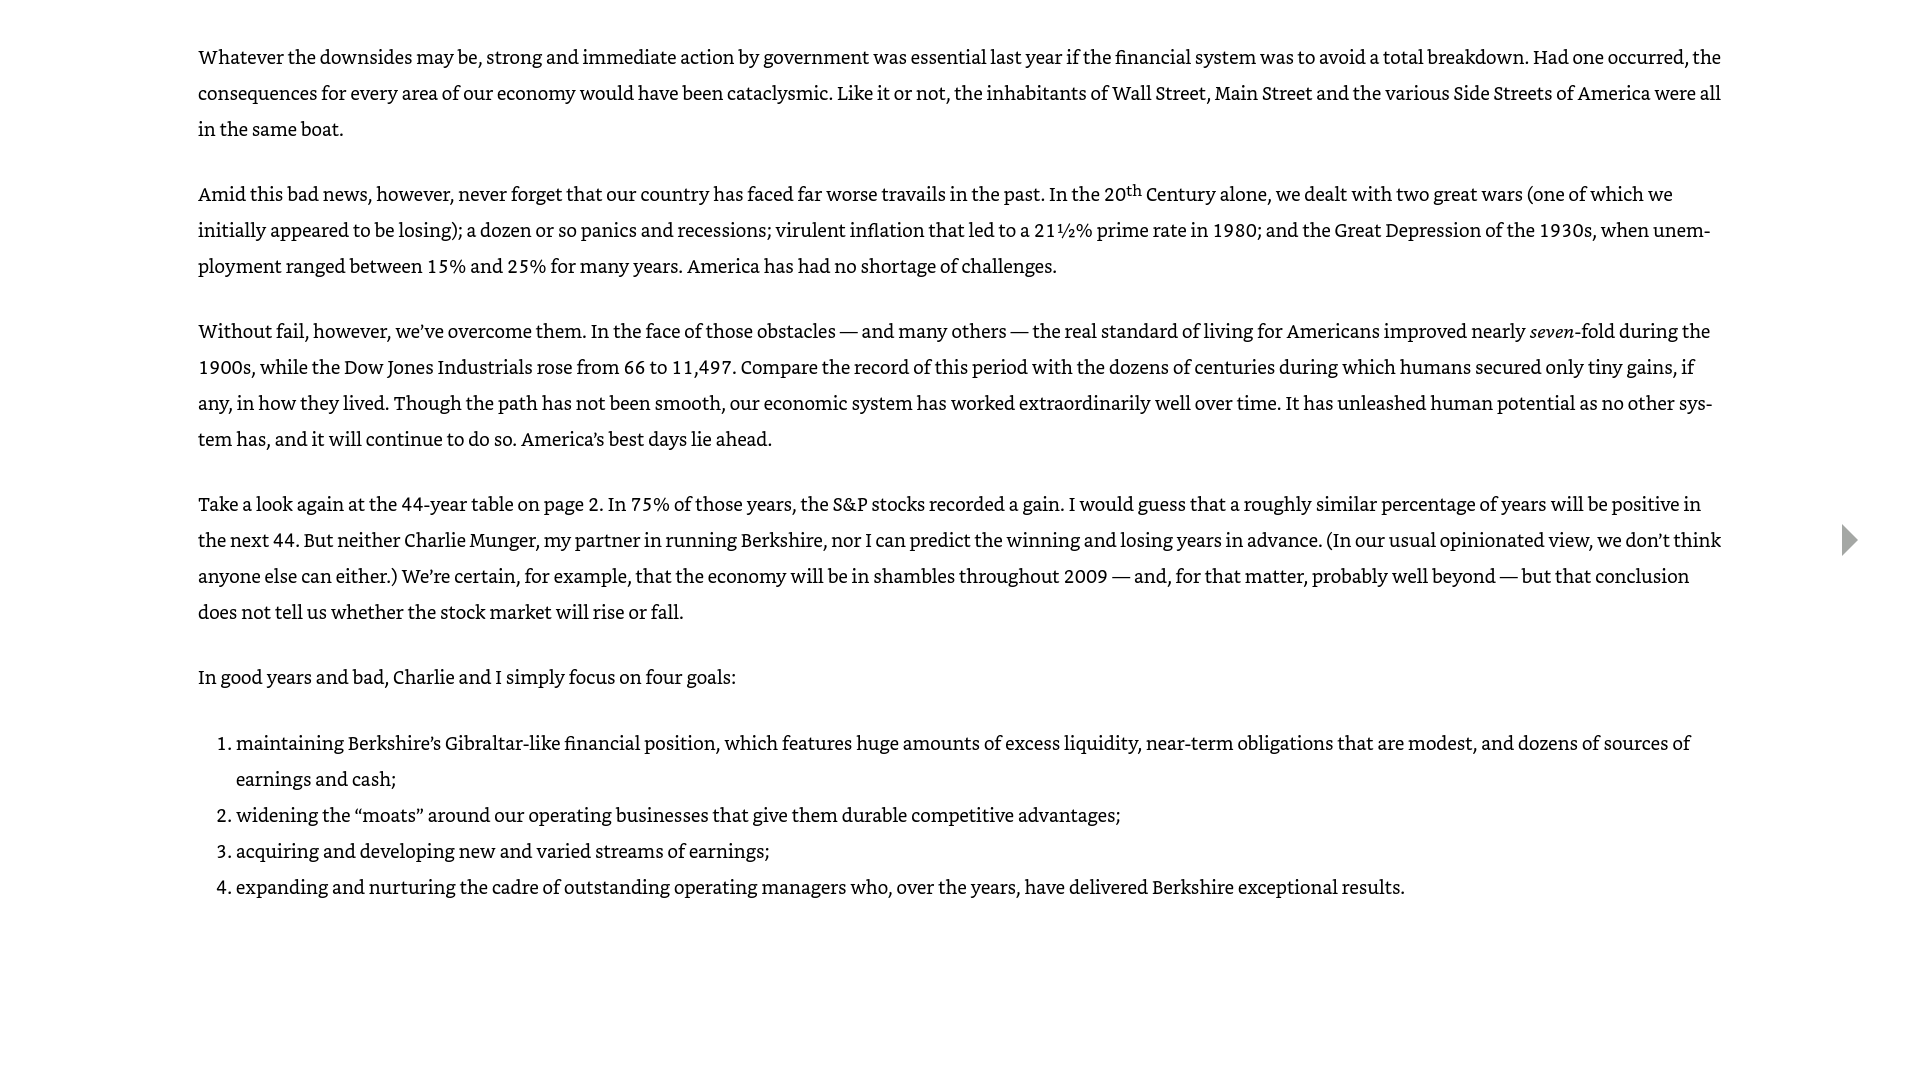 Whatever the downsides may be, strong and immediate action by government was essential last year if the financial system was to avoid a total breakdown. Had one occurred, the
consequences for every area of our economy would have been cataclysmic. Like it or not, the inhabitants of Wall Street, Main Street and the various Side Streets of America were all
in the same boat.
Amid this bad news, however, never forget that our country has faced far worse travails in the past. In the 20th Century alone, we dealt with two great wars (one of which we
initially appeared to be losing); a dozen or so panics and recessions; virulent inflation that led to a 21½% prime rate in 1980; and the Great Depression of the 1930s, when unem-
ployment ranged between 15% and 25% for many years. America has had no shortage of challenges.
Without fail, however, we’ve overcome them. In the face of those obstacles — and many others — the real standard of living for Americans improved nearly seven-fold during the
1900s, while the Dow Jones Industrials rose from 66 to 11,497. Compare the record of this period with the dozens of centuries during which humans secured only tiny gains, if
any, in how they lived. Though the path has not been smooth, our economic system has worked extraordinarily well over time. It has unleashed human potential as no other sys-
tem has, and it will continue to do so. America’s best days lie ahead.
Take a look again at the 44-year table on page 2. In 75% of those years, the S&P stocks recorded a gain. I would guess that a roughly similar percentage of years will be positive in
the next 44. But neither Charlie Munger, my partner in running Berkshire, nor I can predict the winning and losing years in advance. (In our usual opinionated view, we don’t think
anyone else can either.) We’re certain, for example, that the economy will be in shambles throughout 2009 — and, for that matter, probably well beyond — but that conclusion
does not tell us whether the stock market will rise or fall.
In good years and bad, Charlie and I simply focus on four goals:
1. maintaining Berkshire’s Gibraltar-like financial position, which features huge amounts of excess liquidity, near-term obligations that are modest, and dozens of sources of
earnings and cash;
2. widening the “moats” around our operating businesses that give them durable competitive advantages;
3. acquiring and developing new and varied streams of earnings;
4. expanding and nurturing the cadre of outstanding operating managers who, over the years, have delivered Berkshire exceptional results.